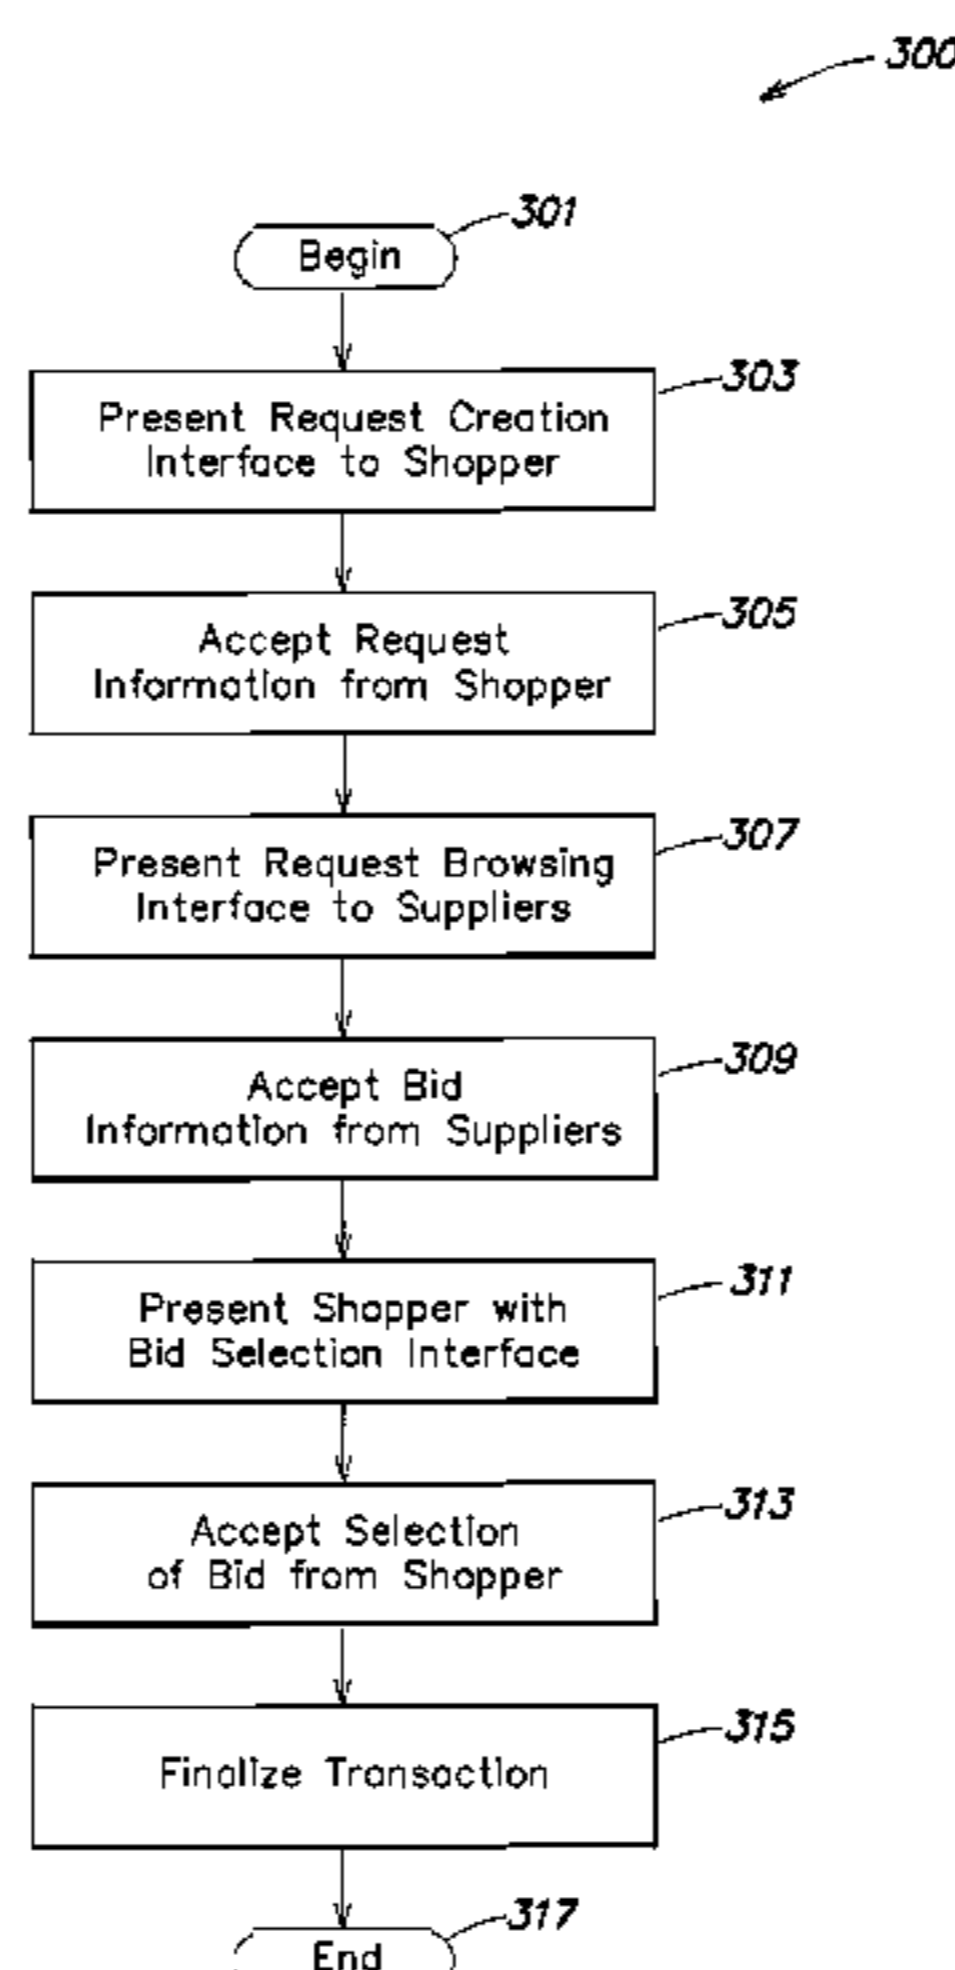 300
301
Begin
303
Present Request Creation
Interface to Shopper
305
Accept Request
Information from Shopper
307
Present Request Browsing
Interface to Suppliers
309
Accept Bid
Information from Suppliers
311
Present Shopper with
Bid Selection Interface
313
Accept Selection
of Bid from Shopper
315
Finalize Transaction
317
End